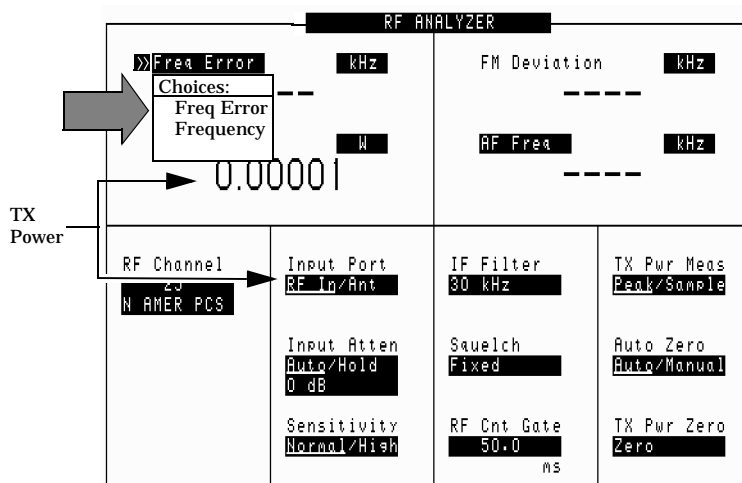 RF ANALYZER
»Freq Error kHz
Choices:
Freq Error
Frequency
--
W
0.00001
FM Deviation kHz
----
AF Freq kHz
----
TX
Power
RF Channel
25
N AMER PCS
Input Port
RF In/Ant
Input Atten
Auto/Hold
0 dB
Sensitivity
Normal/High
IF Filter
30 kHz
Squelch
Fixed
RF Cnt Gate
50.0
ms
TX Pwr Meas
Peak/Sample
Auto Zero
Auto/Manual
TX Pwr Zero
Zero